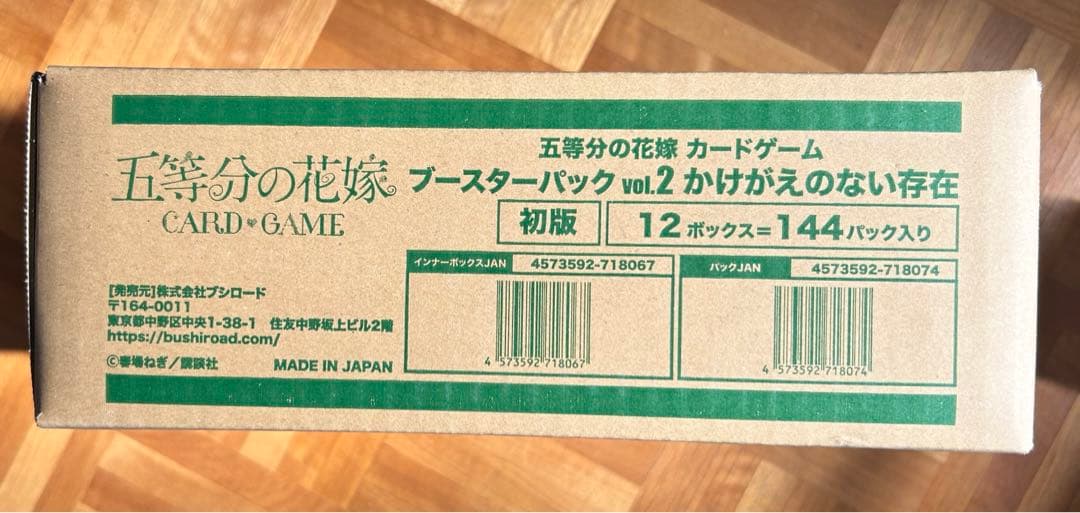 五等分の花嫁
CARD GAME
五等分の花嫁 カードゲーム
ブースターパック vol.2 かけがえのない存在
初版
12ボックス=144パック入り
インナーボックスJAN 4573592-718067
4 573592 718067
パックJAN 4573592-718074
4 573592 718074
[発売元]株式会社ブシロード
〒164-0011
東京都中野区中央1-38-1 住友中野坂上ビル2階
https://bushiroad.com/
©春場ねぎ/講談社 MADE IN JAPAN